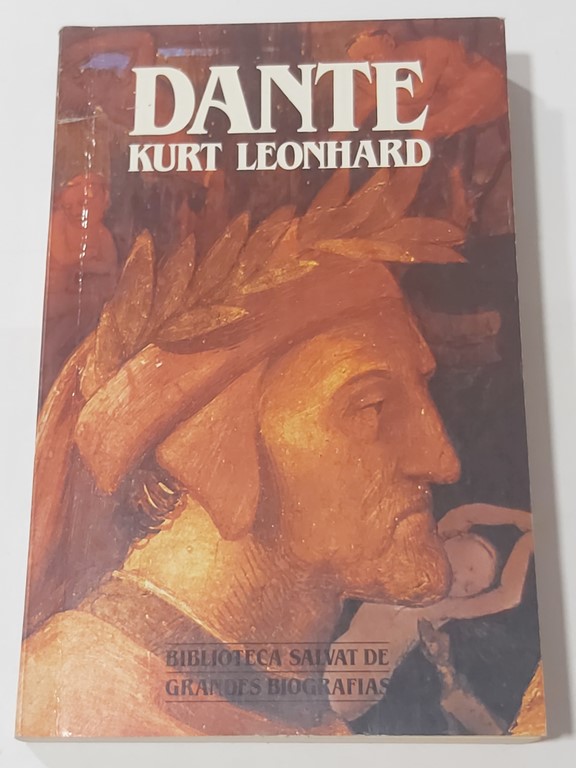 DANTE
KURT LEONHARD
BIBLIOTECA SALVAT DE
GRANDES BIOGRAFIAS